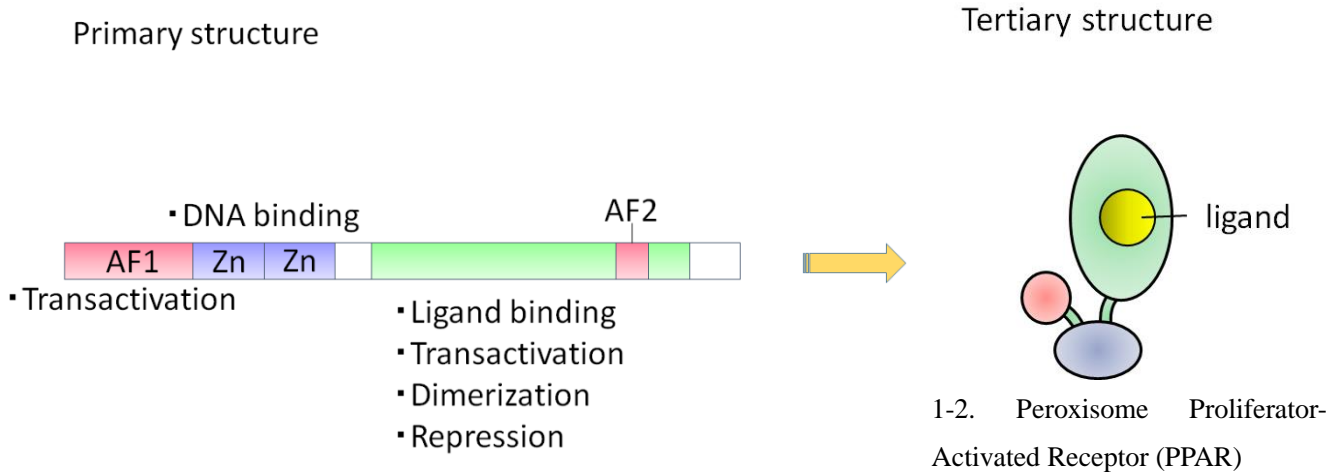 Primary structure
Tertiary structure
・DNA binding
AF2
AF1 Zn Zn
・Transactivation
・Ligand binding
・Transactivation
・Dimerization
・Repression
ligand
1-2. Peroxisome Proliferator-
Activated Receptor (PPAR)